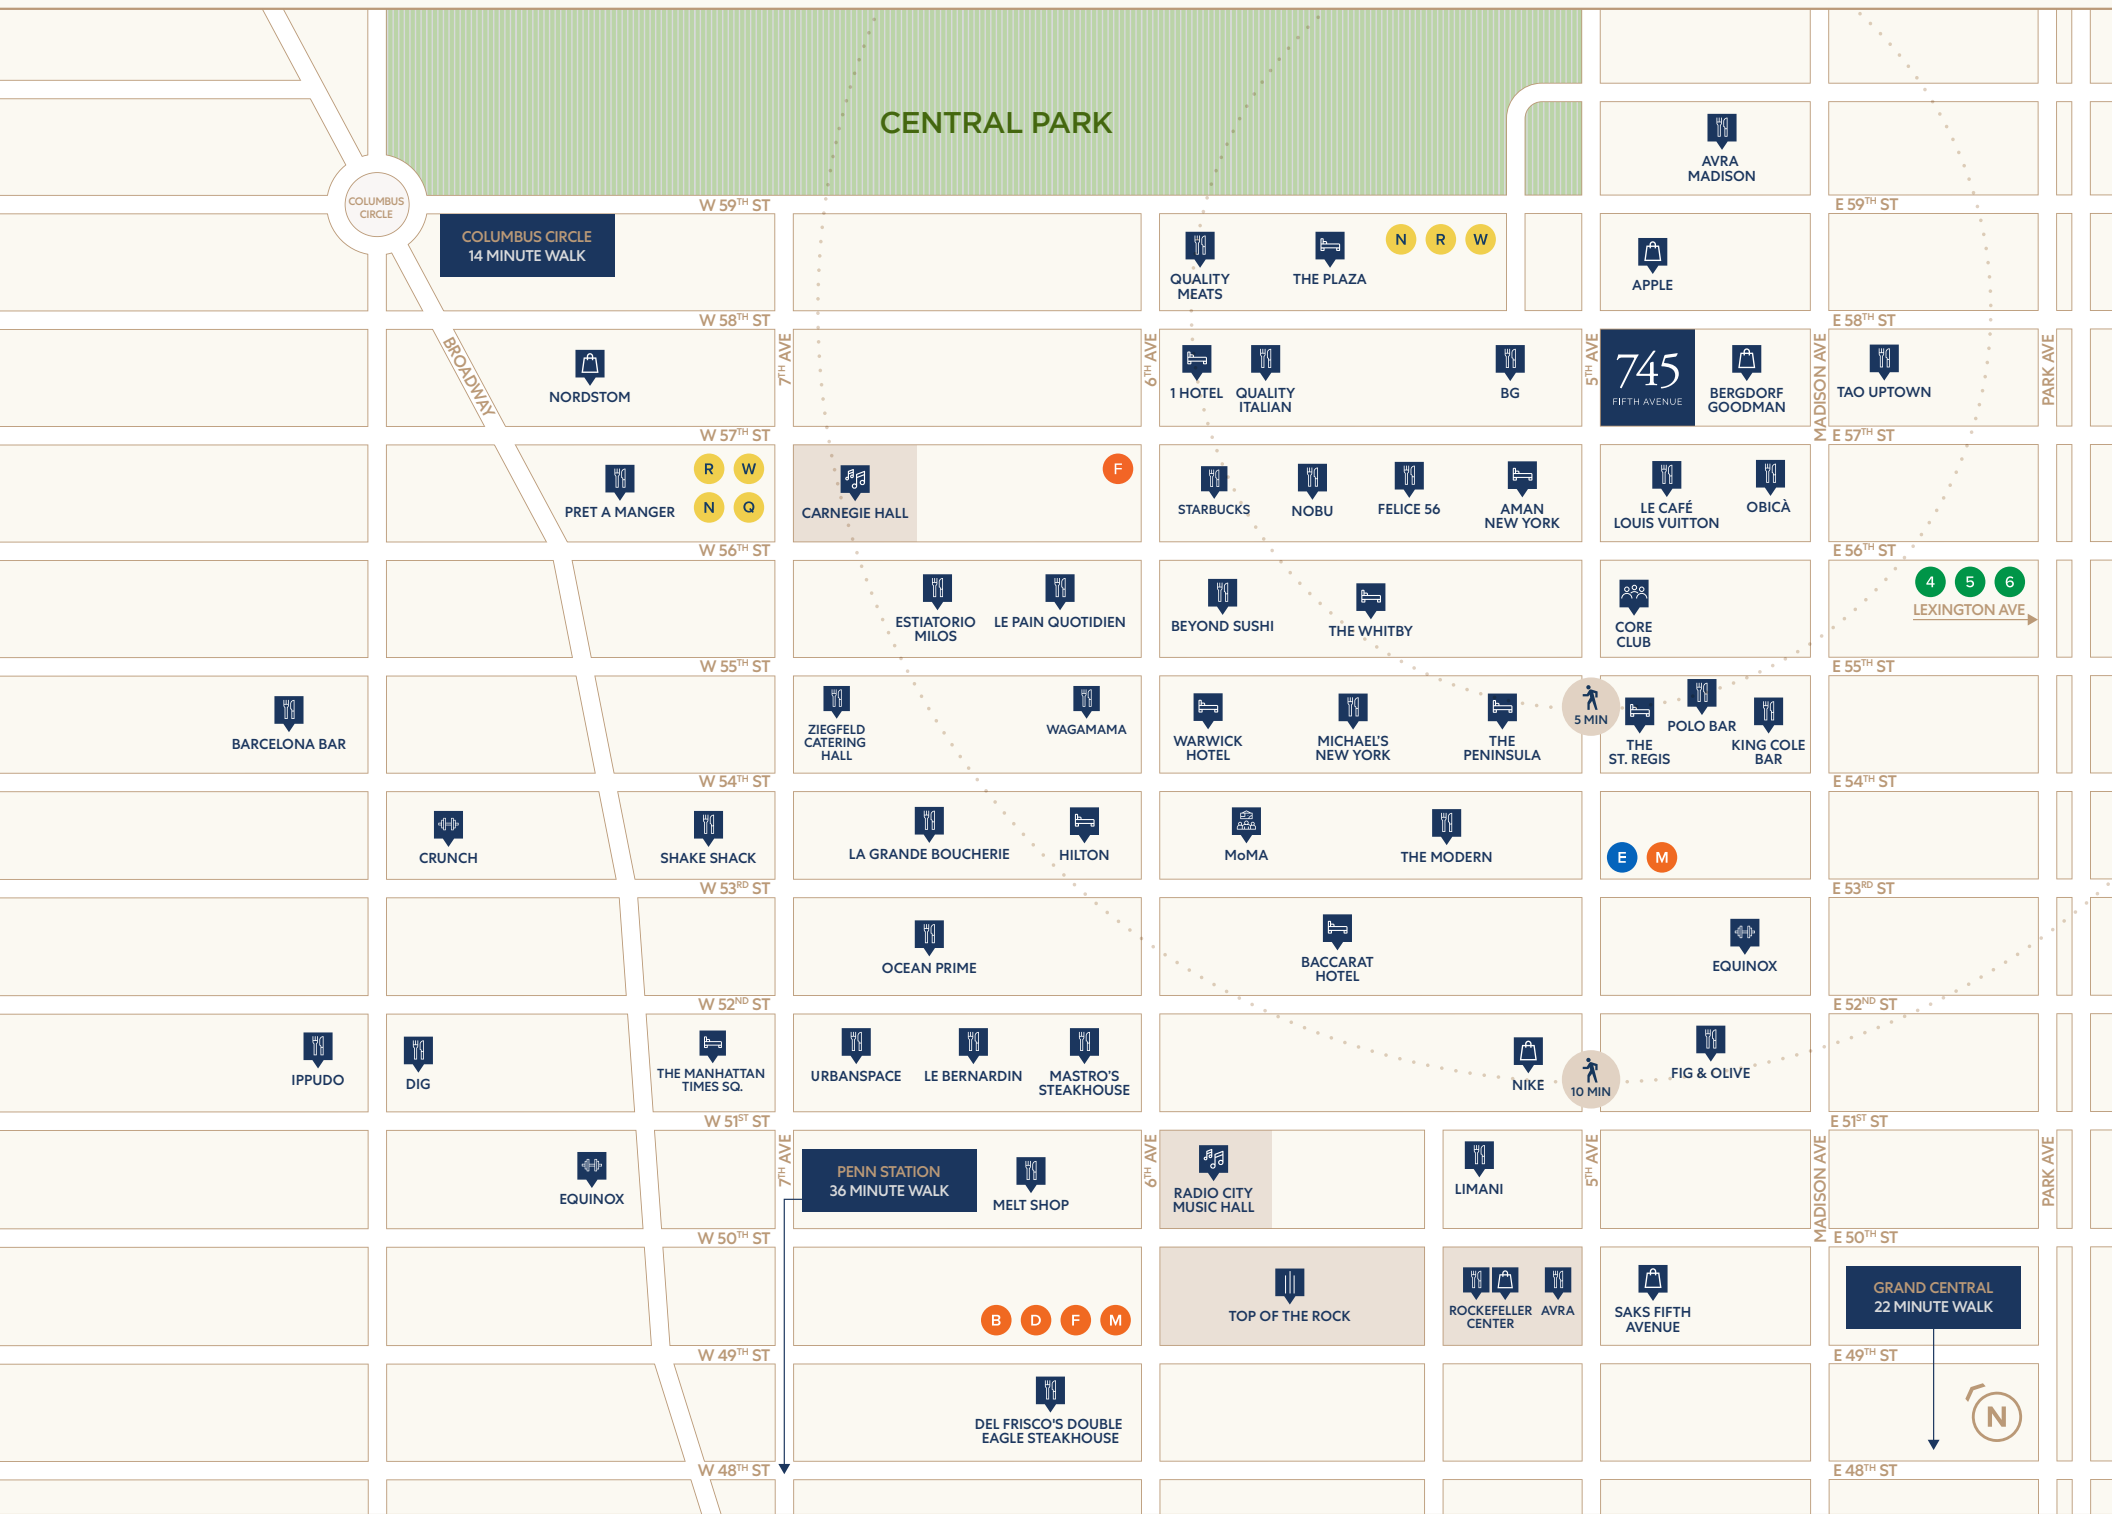 CENTRAL PARK
AVRA
MADISON
COLUMBUS
CIRCLE
W 59TH ST
E 59TH ST
COLUMBUS CIRCLE
14 MINUTE WALK
QUALITY
MEATS
THE PLAZA
N R W
APPLE
W 58TH ST
E 58TH ST
BROADWAY
NORDSTOM
7TH AVE
6TH AVE
1 HOTEL
QUALITY
ITALIAN
BG
5TH AVE
745
FIFTH AVENUE
BERGDORF
GOODMAN
MADISON AVE
TAO UPTOWN
PARK AVE
W 57TH ST
E 57TH ST
PRET A MANGER
R W
N Q
CARNEGIE HALL
F
STARBUCKS
NOBU
FELICE 56
AMAN
NEW YORK
LE CAFÉ
LOUIS VUITTON
OBICÀ
W 56TH ST
E 56TH ST
ESTIATORIO
MILOS
LE PAIN QUOTIDIEN
BEYOND SUSHI
THE WHITBY
CORE
CLUB
4 5 6
LEXINGTON AVE
W 55TH ST
E 55TH ST
BARCELONA BAR
ZIEGFELD
CATERING
HALL
WAGAMAMA
WARWICK
HOTEL
MICHAEL'S
NEW YORK
THE
PENINSULA
5 MIN
THE
ST. REGIS
POLO BAR
KING COLE
BAR
W 54TH ST
E 54TH ST
CRUNCH
SHAKE SHACK
LA GRANDE BOUCHERIE
HILTON
MoMA
THE MODERN
E M
W 53RD ST
E 53RD ST
OCEAN PRIME
BACCARAT
HOTEL
EQUINOX
W 52ND ST
E 52ND ST
IPPUDO
DIG
THE MANHATTAN
TIMES SQ.
URBANSPACE
LE BERNARDIN
MASTRO'S
STEAKHOUSE
NIKE
10 MIN
FIG & OLIVE
W 51ST ST
E 51ST ST
EQUINOX
7TH AVE
PENN STATION
36 MINUTE WALK
MELT SHOP
6TH AVE
RADIO CITY
MUSIC HALL
LIMANI
5TH AVE
MADISON AVE
PARK AVE
W 50TH ST
E 50TH ST
B D F M
TOP OF THE ROCK
ROCKEFELLER
CENTER
AVRA
SAKS FIFTH
AVENUE
GRAND CENTRAL
22 MINUTE WALK
W 49TH ST
E 49TH ST
DEL FRISCO'S DOUBLE
EAGLE STEAKHOUSE
N
W 48TH ST
E 48TH ST